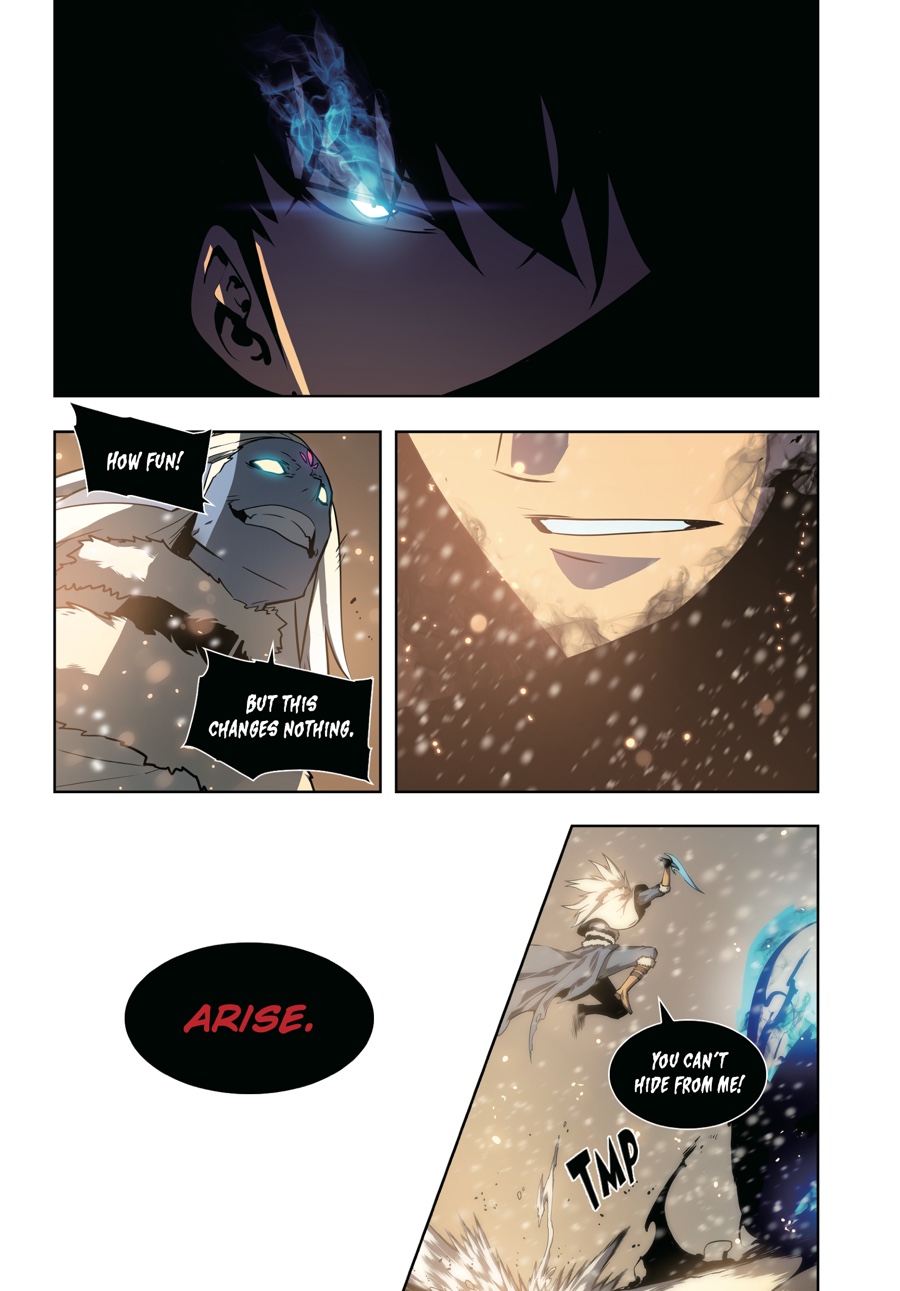 HOW FUN!
BUT THIS
CHANGES NOTHING.
YOU CAN'T
HIDE FROM ME!
TMP
ARISE.